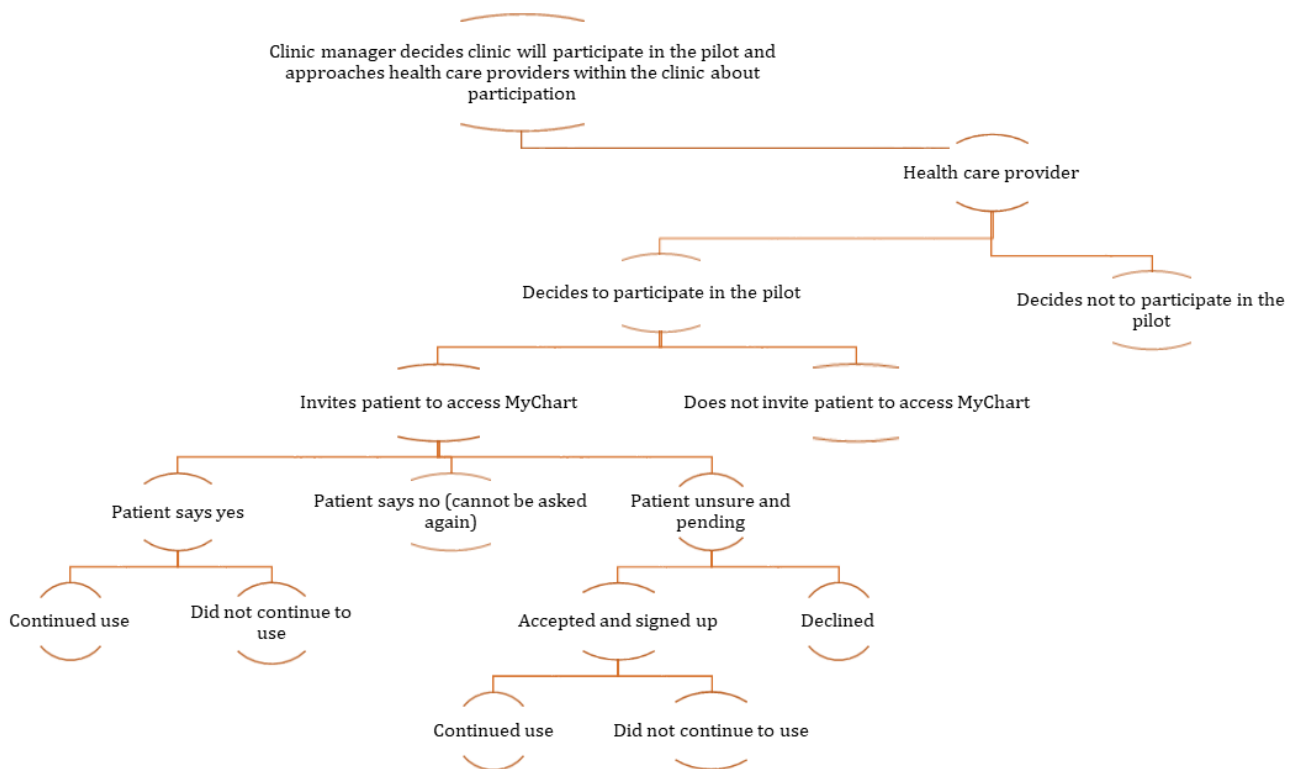 Clinic manager decides clinic will participate in the pilot and
approaches health care providers within the clinic about
participation
Health care provider
Decides to participate in the pilot
Decides not to participate in the
pilot
Invites patient to access MyChart
Does not invite patient to access MyChart
Patient says yes
Patient says no (cannot be asked
again)
Patient unsure and
pending
Continued use
Did not continue to
use
Accepted and signed up
Declined
Continued use
Did not continue to use